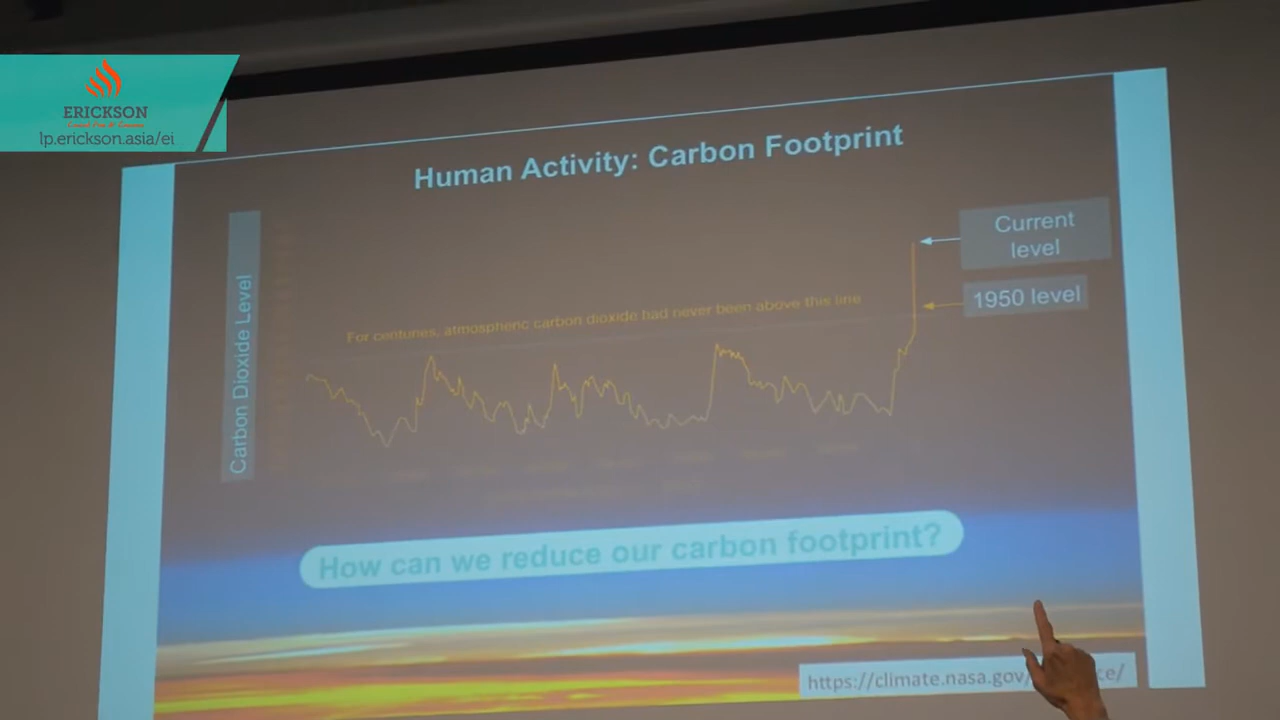 ERICKSON
lp.erickson.asia/ei
Human Activity: Carbon Footprint
Carbon Dioxide Level
Current
level
1950 level
For centuries, atmospheric carbon dioxide had never been above this line
How can we reduce our carbon footprint?
https://climate.nasa.gov/ ce/